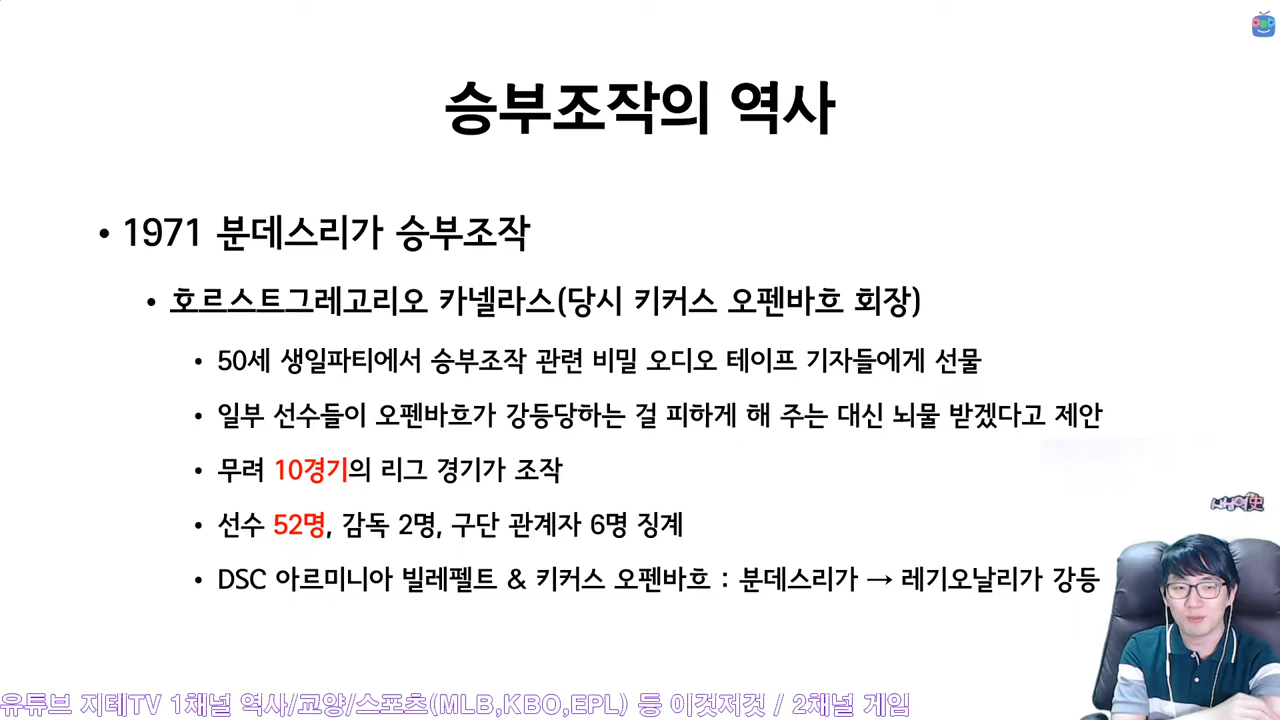 승부조작의 역사
• 1971 분데스리가 승부조작
• 호르스트그레고리오 카넬라스(당시 키커스 오펜바흐 회장)
• 50세 생일파티에서 승부조작 관련 비밀 오디오 테이프 기자들에게 선물
• 일부 선수들이 오펜바흐가 강등당하는 걸 피하게 해 주는 대신 뇌물 받겠다고 제안
• 무려 10경기의 리그 경기가 조작
• 선수 52명, 감독 2명, 구단 관계자 6명 징계
• DSC 아르미니아 빌레펠트 & 키커스 오펜바흐 : 분데스리가 → 레기오날리가 강등
유튜브 지테TV 1채널 역사/교양/스포츠(MLB,KBO,EPL) 등 이것저것 / 2채널 게임